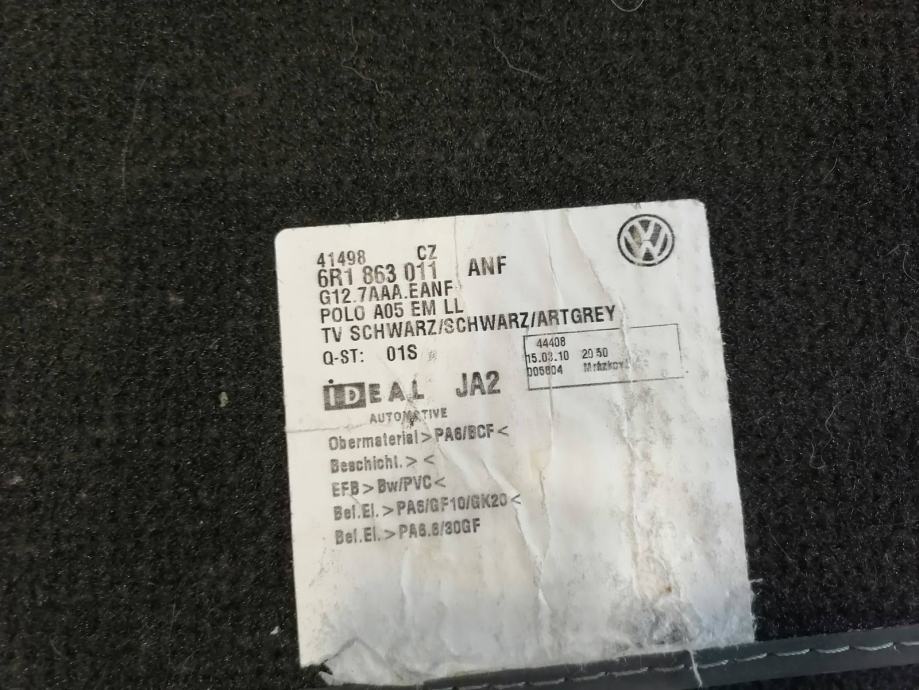 41498 CZ
6R1 863 011 ANF
G12.7AAA.EANF
POLO A05 EM LL
TV SCHWARZ/SCHWARZ/ARTGREY
Q-ST: 01S
44408
15.03.10 20:50
005604
iDEAL JA2
AUTOMOTIVE
Obermaterial>PA6/BCF<
Beschicht.><
EFB>Bw/PVC<
Bef.El.>PA6/GF10/GK20<
Bef.El.>PA6.6/30GF